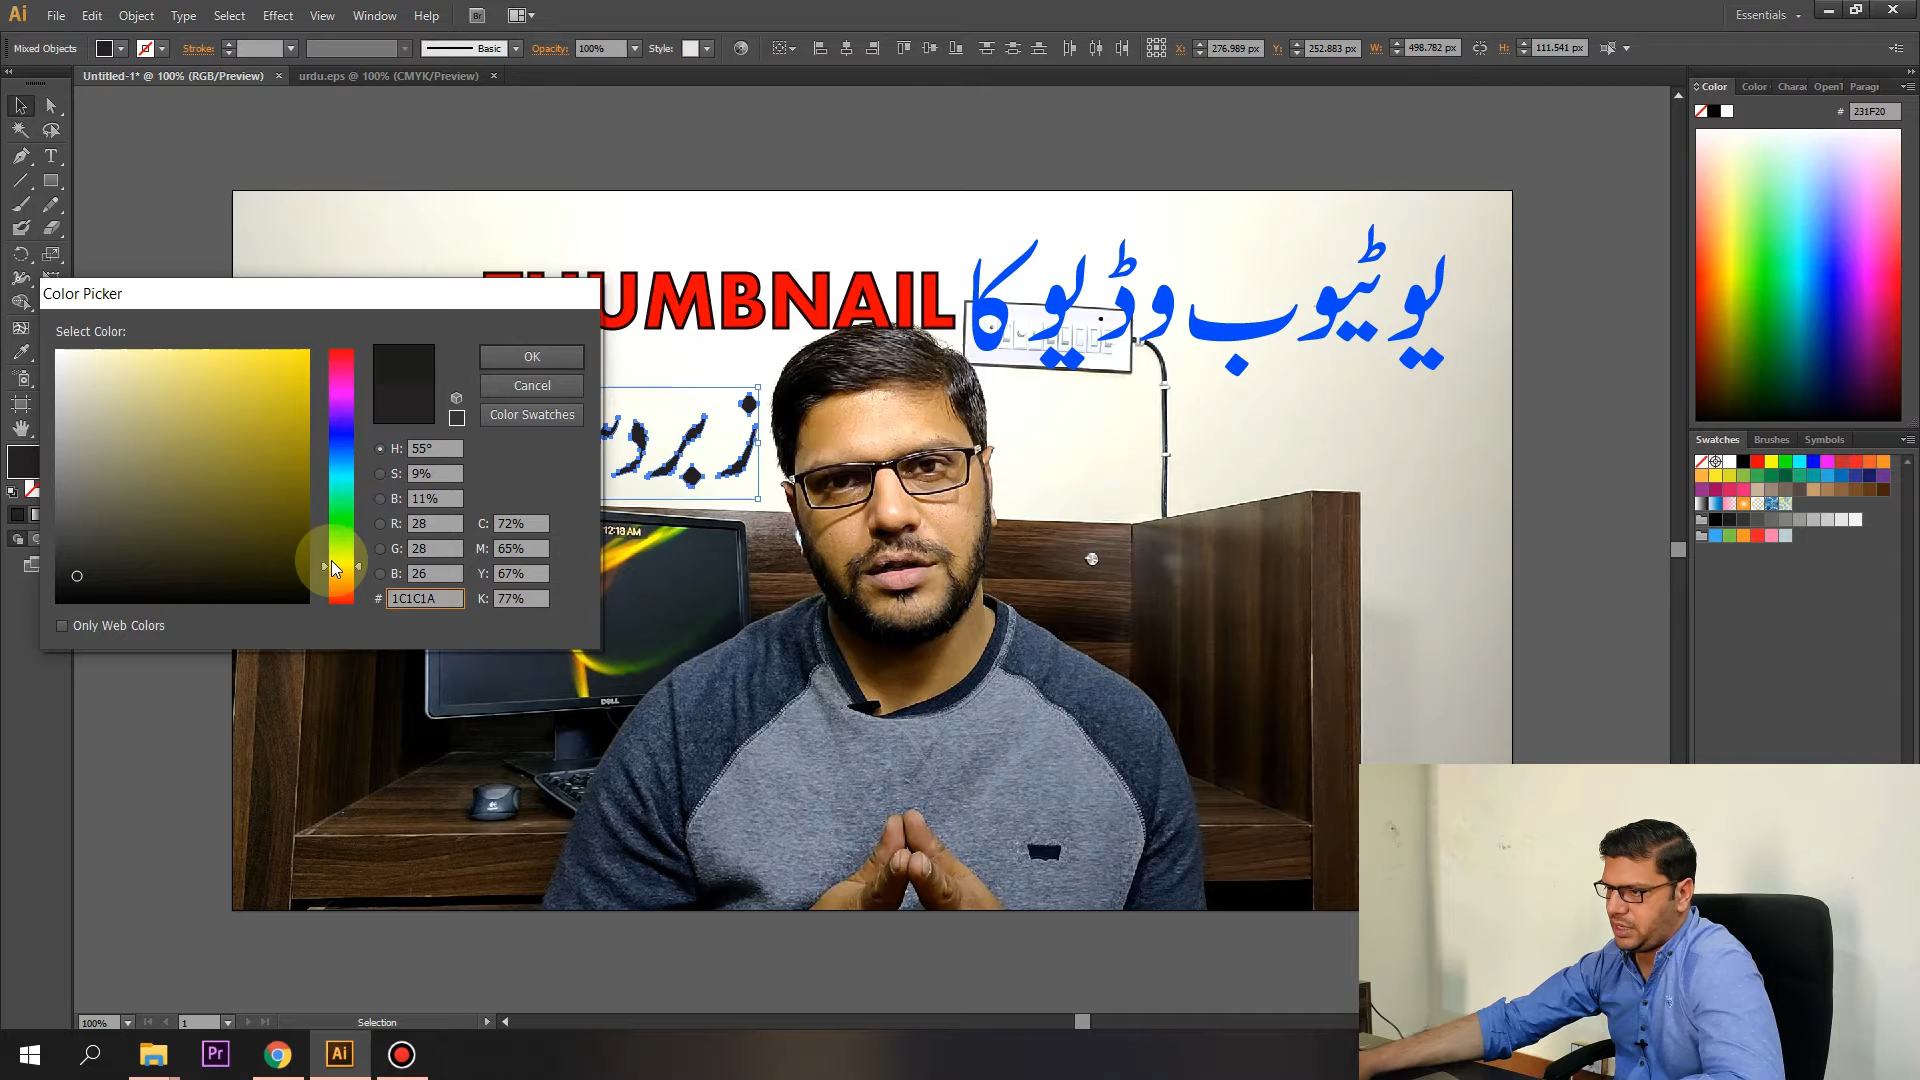 Ai File Edit Object Type Select Effect View Window Help Br Essentials
Mixed Objects Stroke: Basic Opacity: 100% Style: X: 276.989 px Y: 252.883 px W: 498.782 px H: 111.541 px
Untitled-1* @ 100% (RGB/Preview) × urdu.eps @ 100% (CMYK/Preview) ×
Color Color Charac OpenT Paragr
# 231F20
یوٹیوب وڈیو کا
THUMBNAIL
Color Picker
Select Color:
OK
Cancel
Color Swatches
H: 55°
S: 9%
B: 11%
R: 28 C: 72%
G: 28 M: 65%
B: 26 Y: 67%
# 1C1C1A K: 77%
Only Web Colors
12:18 AM
DELL
Swatches Brushes Symbols
100% 1 Selection
Pr Ai